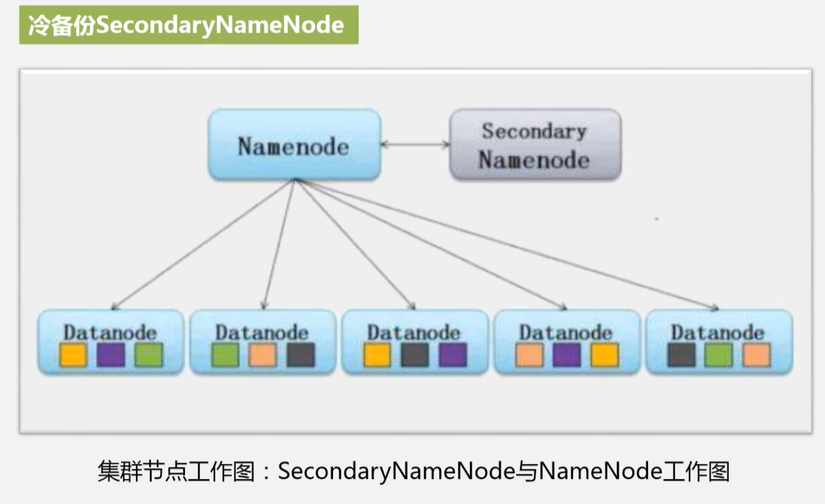 冷备份SecondaryNameNode
Namenode
Secondary
Namenode
Datanode
Datanode
Datanode
Datanode
Datanode
集群节点工作图：SecondaryNameNode与NameNode工作图